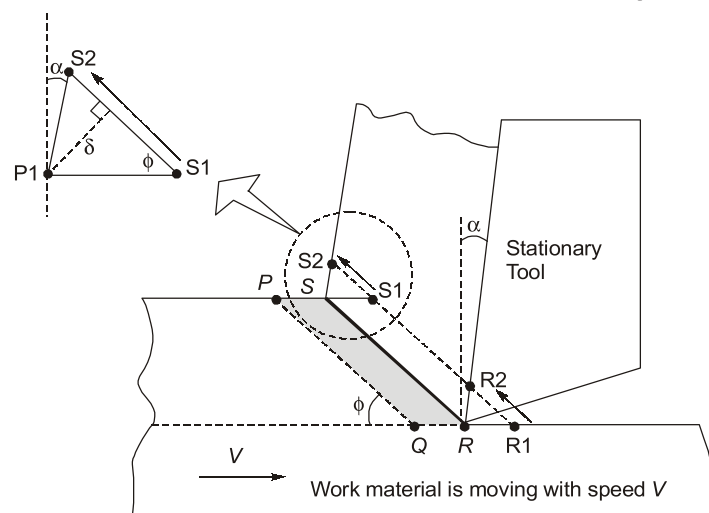 S2
α
δ
ϕ
S1
P1
α
Stationary
Tool
S2
P
S
S1
R2
ϕ
Q
R
R1
V
Work material is moving with speed V